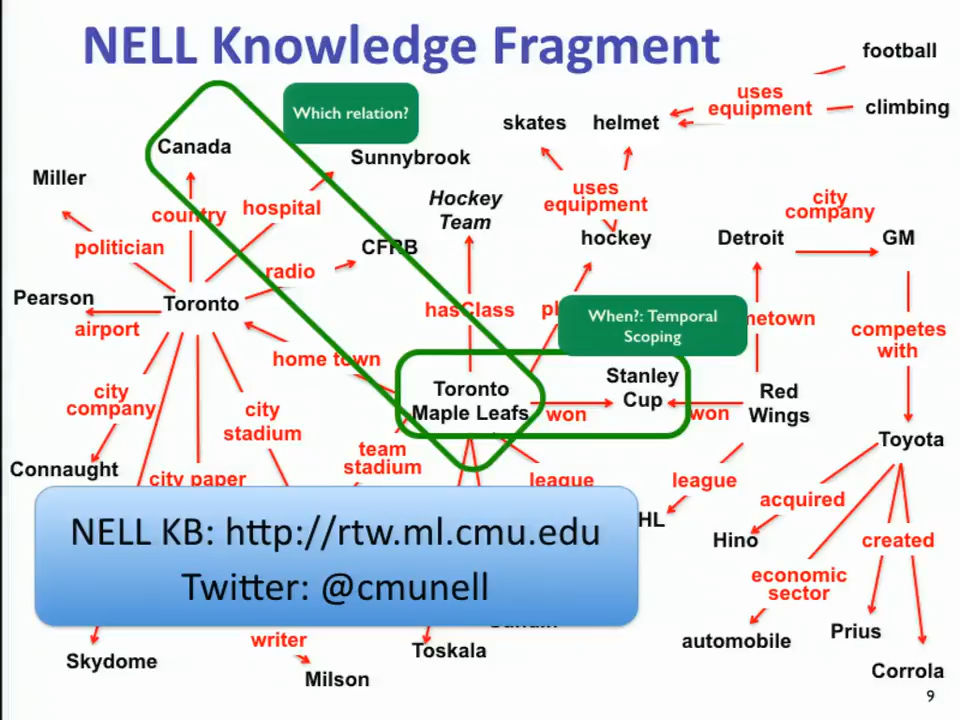 NELL Knowledge Fragment
football
uses
equipment
climbing
Which relation?
skates
helmet
Canada
Sunnybrook
Miller
Hockey
Team
uses
equipment
city
company
country
hospital
politician
CFRB
hockey
Detroit
GM
radio
Pearson
Toronto
hasClass
When?: Temporal
Scoping
airport
competes
with
home town
Toronto
Maple Leafs
Stanley
Cup
Red
Wings
won
won
city
company
city
stadium
team
stadium
Toyota
Connaught
city paper
league
league
acquired
NELL KB: http://rtw.ml.cmu.edu
Twitter: @cmunell
Hino
created
economic
sector
writer
Toskala
automobile
Prius
Skydome
Milson
Corrola
9